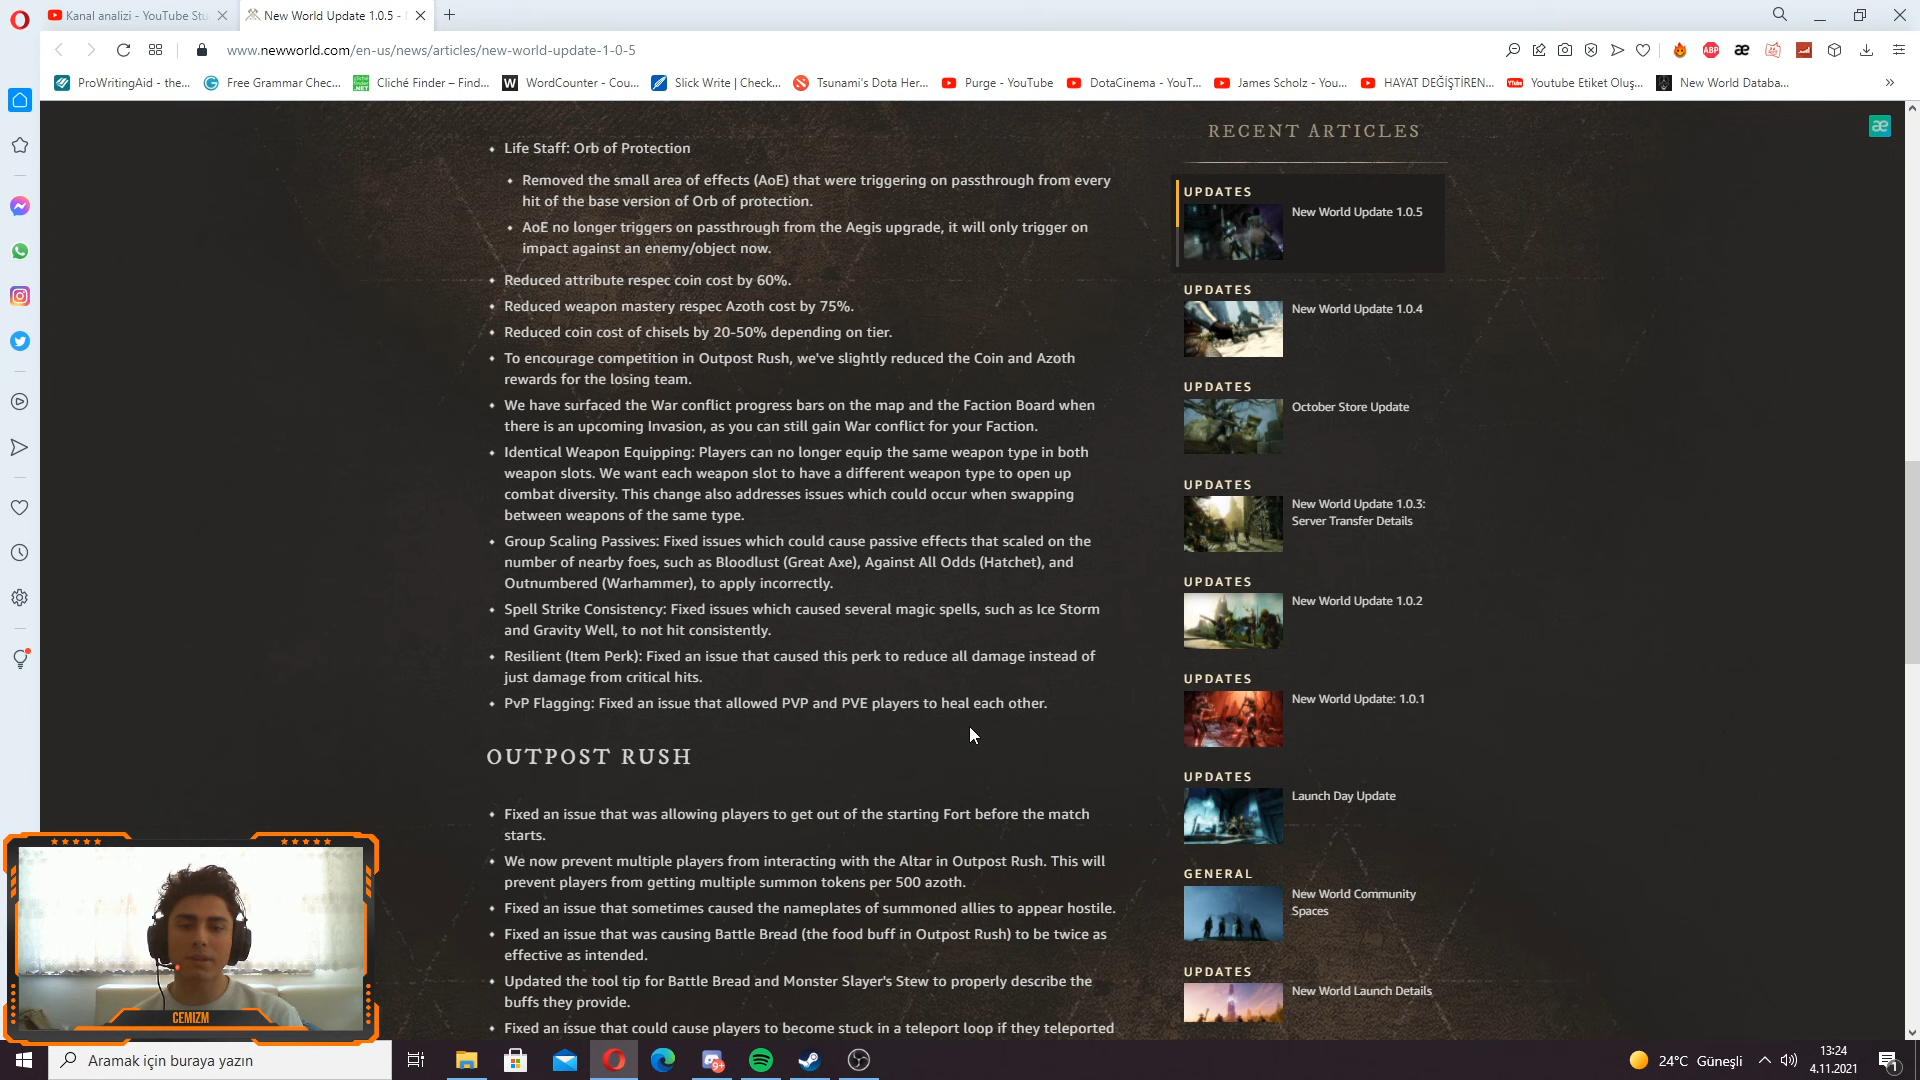 Kanal analizi - YouTube Stu
New World Update 1.0.5 -
www.newworld.com/en-us/news/articles/new-world-update-1-0-5
ProWritingAid - the...
Free Grammar Chec...
Cliché Finder – Find...
WordCounter - Cou...
Slick Write | Check...
Tsunami's Dota Her...
Purge - YouTube
DotaCinema - YouT...
James Scholz - You...
HAYAT DEĞİŞTİREN...
Youtube Etiket Oluş...
New World Databa...
Life Staff: Orb of Protection
Removed the small area of effects (AoE) that were triggering on passthrough from every
hit of the base version of Orb of protection.
AoE no longer triggers on passthrough from the Aegis upgrade, it will only trigger on
impact against an enemy/object now.
Reduced attribute respec coin cost by 60%.
Reduced weapon mastery respec Azoth cost by 75%.
Reduced coin cost of chisels by 20-50% depending on tier.
To encourage competition in Outpost Rush, we've slightly reduced the Coin and Azoth
rewards for the losing team.
We have surfaced the War conflict progress bars on the map and the Faction Board when
there is an upcoming Invasion, as you can still gain War conflict for your Faction.
Identical Weapon Equipping: Players can no longer equip the same weapon type in both
weapon slots. We want each weapon slot to have a different weapon type to open up
combat diversity. This change also addresses issues which could occur when swapping
between weapons of the same type.
Group Scaling Passives: Fixed issues which could cause passive effects that scaled on the
number of nearby foes, such as Bloodlust (Great Axe), Against All Odds (Hatchet), and
Outnumbered (Warhammer), to apply incorrectly.
Spell Strike Consistency: Fixed issues which caused several magic spells, such as Ice Storm
and Gravity Well, to not hit consistently.
Resilient (Item Perk): Fixed an issue that caused this perk to reduce all damage instead of
just damage from critical hits.
PvP Flagging: Fixed an issue that allowed PVP and PVE players to heal each other.
OUTPOST RUSH
Fixed an issue that was allowing players to get out of the starting Fort before the match
starts.
We now prevent multiple players from interacting with the Altar in Outpost Rush. This will
prevent players from getting multiple summon tokens per 500 azoth.
Fixed an issue that sometimes caused the nameplates of summoned allies to appear hostile.
Fixed an issue that was causing Battle Bread (the food buff in Outpost Rush) to be twice as
effective as intended.
Updated the tool tip for Battle Bread and Monster Slayer's Stew to properly describe the
buffs they provide.
Fixed an issue that could cause players to become stuck in a teleport loop if they teleported
RECENT ARTICLES
UPDATES
New World Update 1.0.5
UPDATES
New World Update 1.0.4
UPDATES
October Store Update
UPDATES
New World Update 1.0.3:
Server Transfer Details
UPDATES
New World Update 1.0.2
UPDATES
New World Update: 1.0.1
UPDATES
Launch Day Update
GENERAL
New World Community
Spaces
UPDATES
New World Launch Details
ABP
æ
æ
CEMIZM
Aramak için buraya yazın
9+
24°C Güneşli
13:24
4.11.2021
1